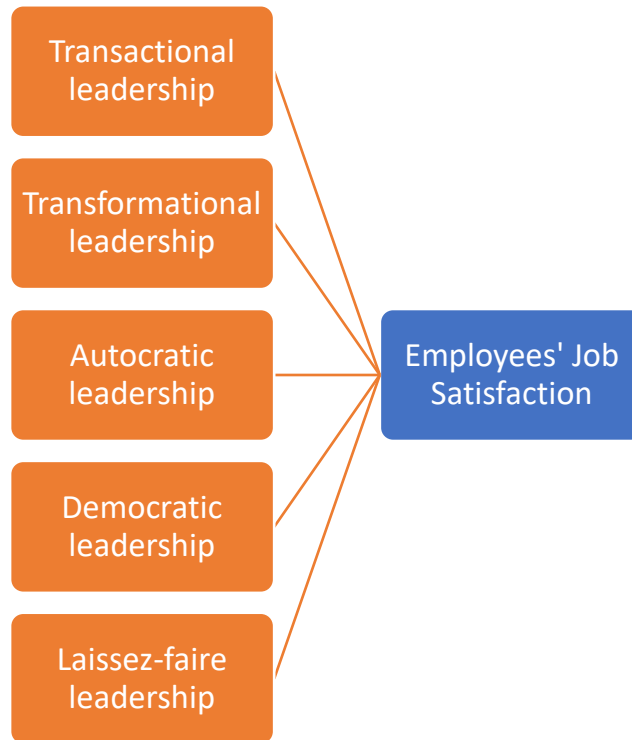 Transactional
leadership
Transformational
leadership
Autocratic
leadership
Employees' Job
Satisfaction
Democratic
leadership
Laissez-faire
leadership